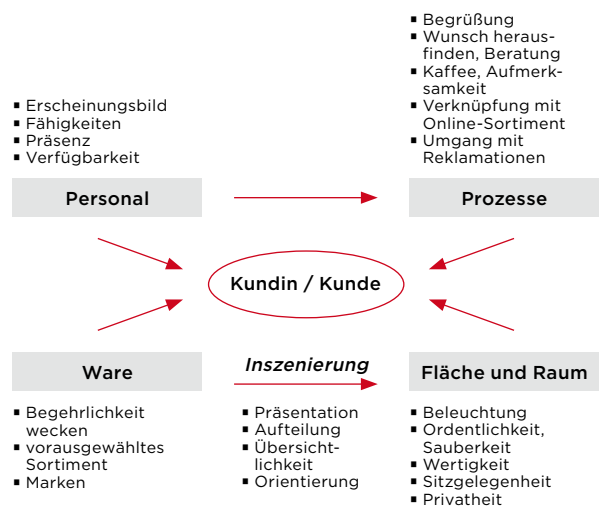 ▪ Erscheinungsbild
▪ Fähigkeiten
▪ Präsenz
▪ Verfügbarkeit
Personal
▪ Begrüßung
▪ Wunsch heraus-
finden, Beratung
▪ Kaffee, Aufmerk-
samkeit
▪ Verknüpfung mit
Online-Sortiment
▪ Umgang mit
Reklamationen
Prozesse
Kundin / Kunde
Ware
▪ Begehrlichkeit
wecken
▪ vorausgewähltes
Sortiment
▪ Marken
Inszenierung
▪ Präsentation
▪ Aufteilung
▪ Übersicht-
lichkeit
▪ Orientierung
Fläche und Raum
▪ Beleuchtung
▪ Ordentlichkeit,
Sauberkeit
▪ Wertigkeit
▪ Sitzgelegenheit
▪ Privatheit